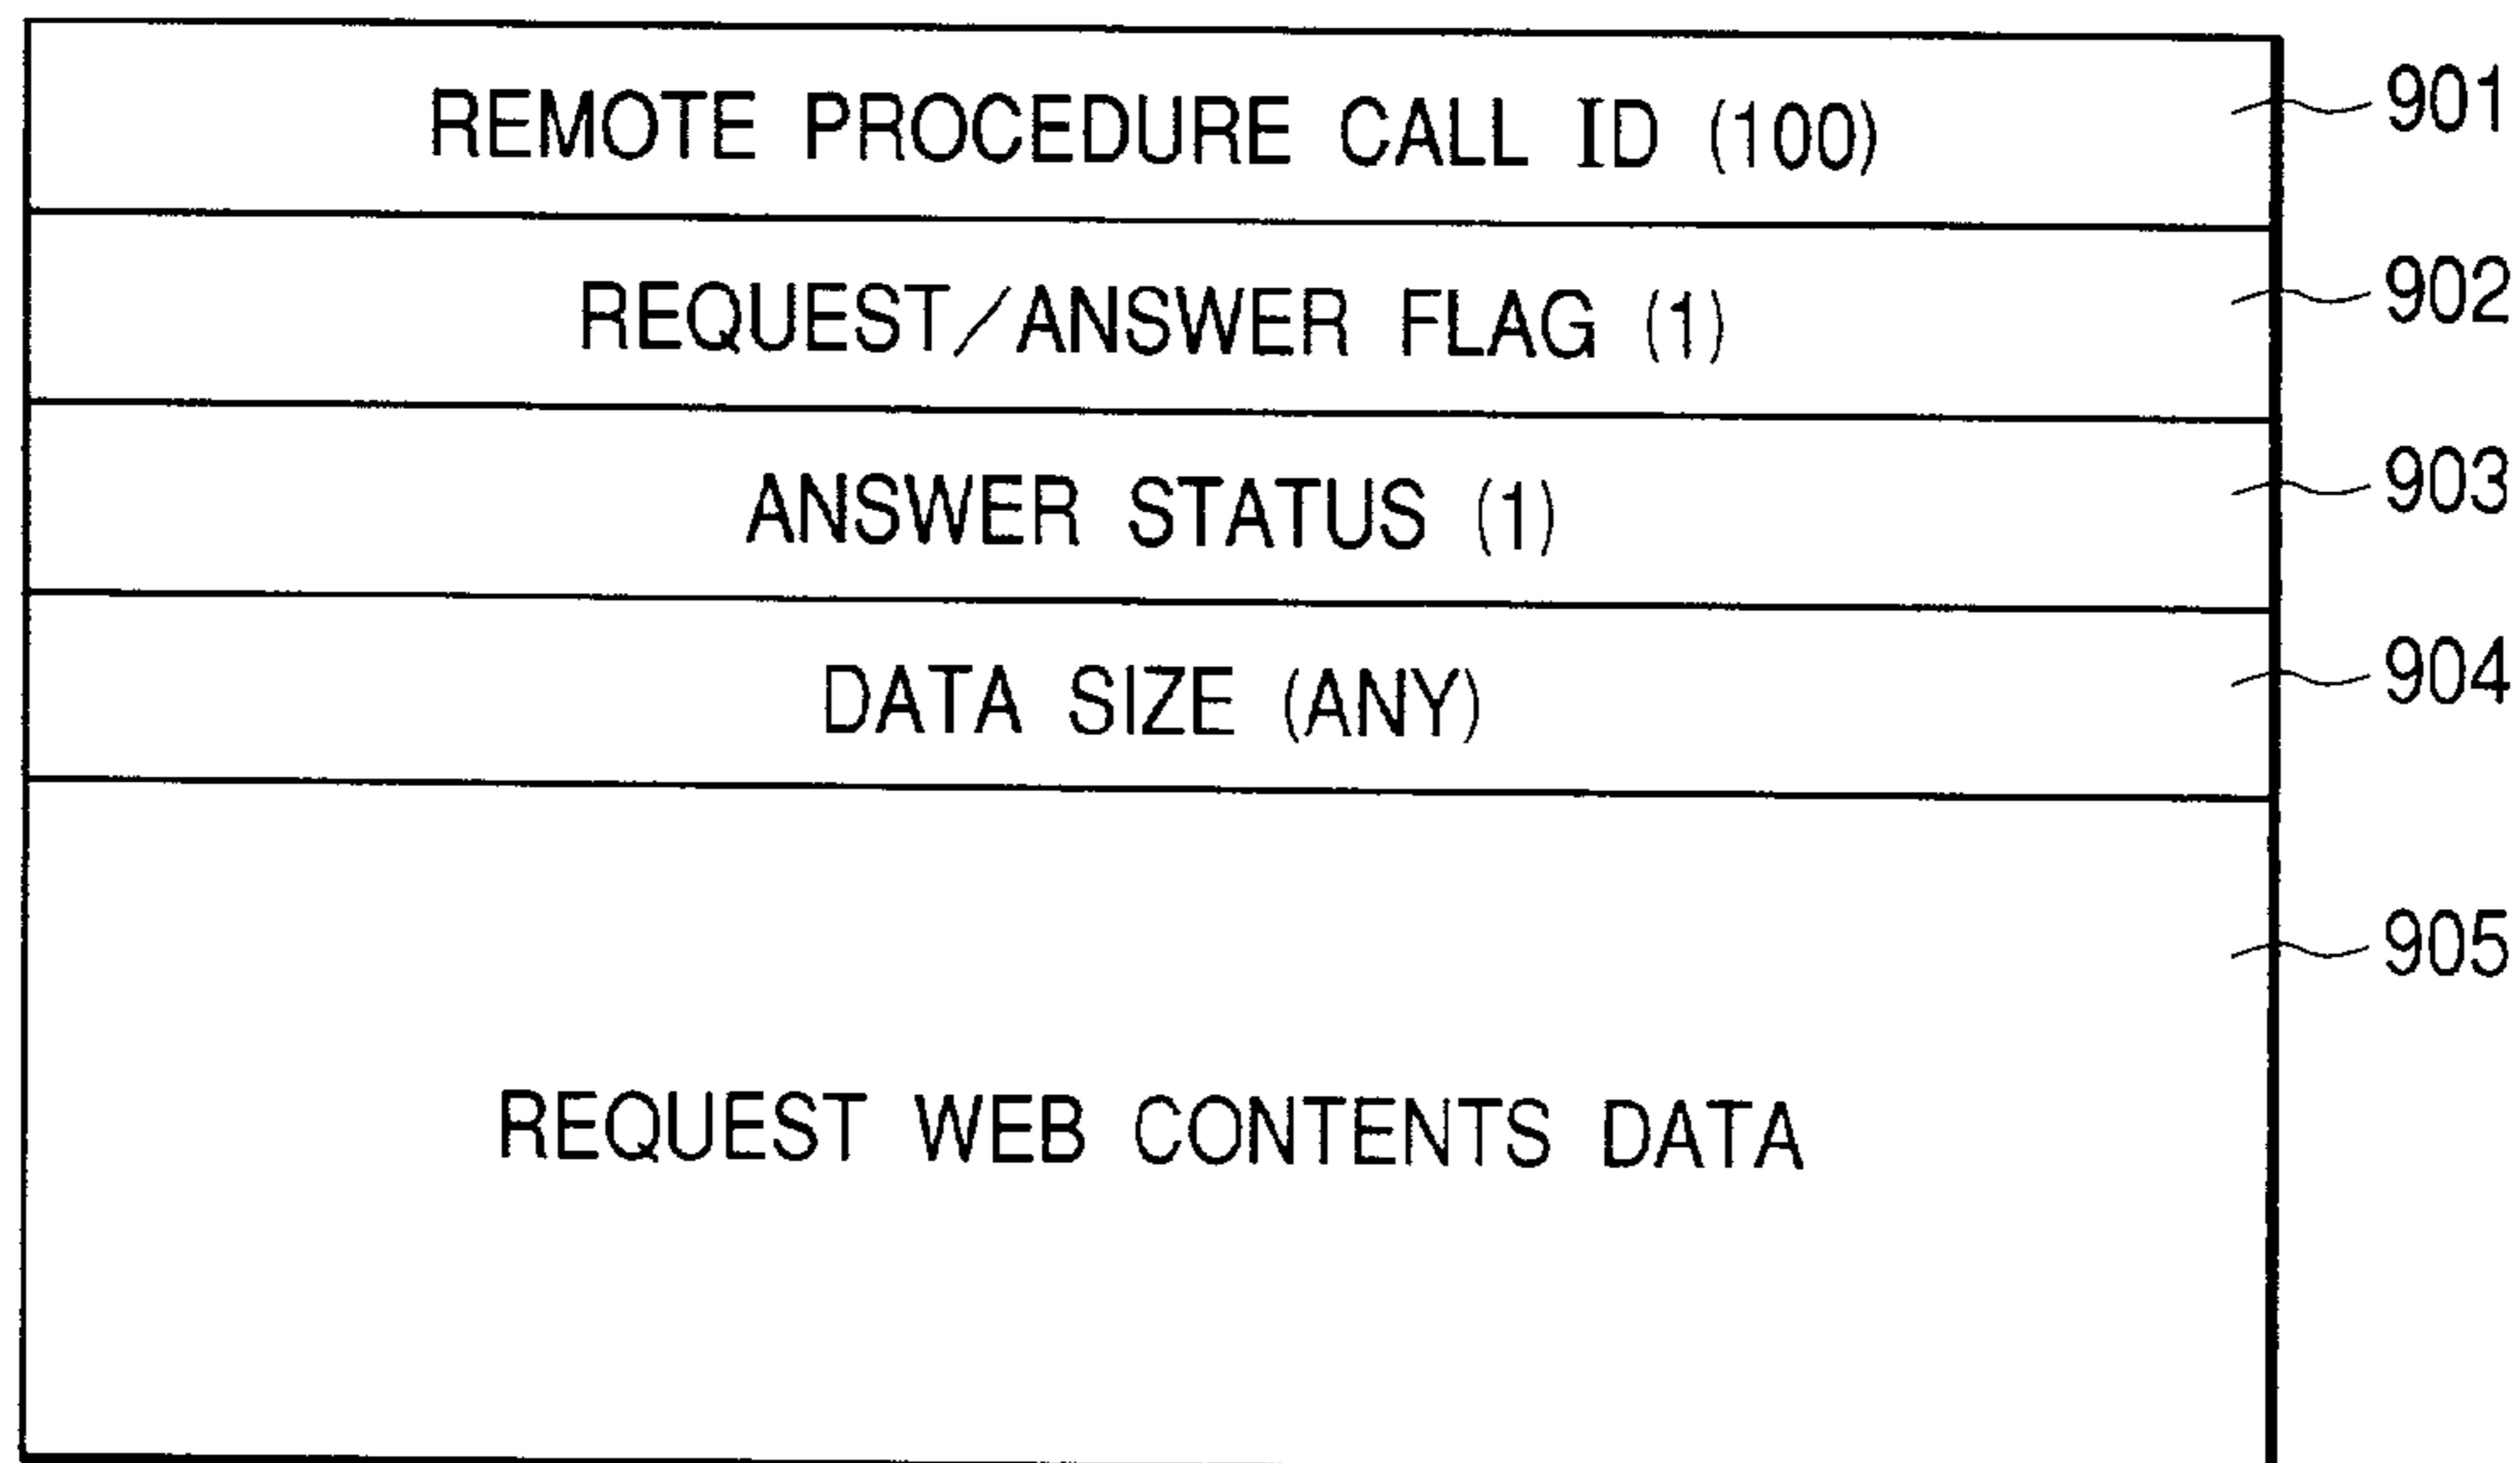 REMOTE PROCEDURE CALL ID (100) 901
REQUEST/ANSWER FLAG (1) 902
ANSWER STATUS (1) 903
DATA SIZE (ANY) 904
905
REQUEST WEB CONTENTS DATA